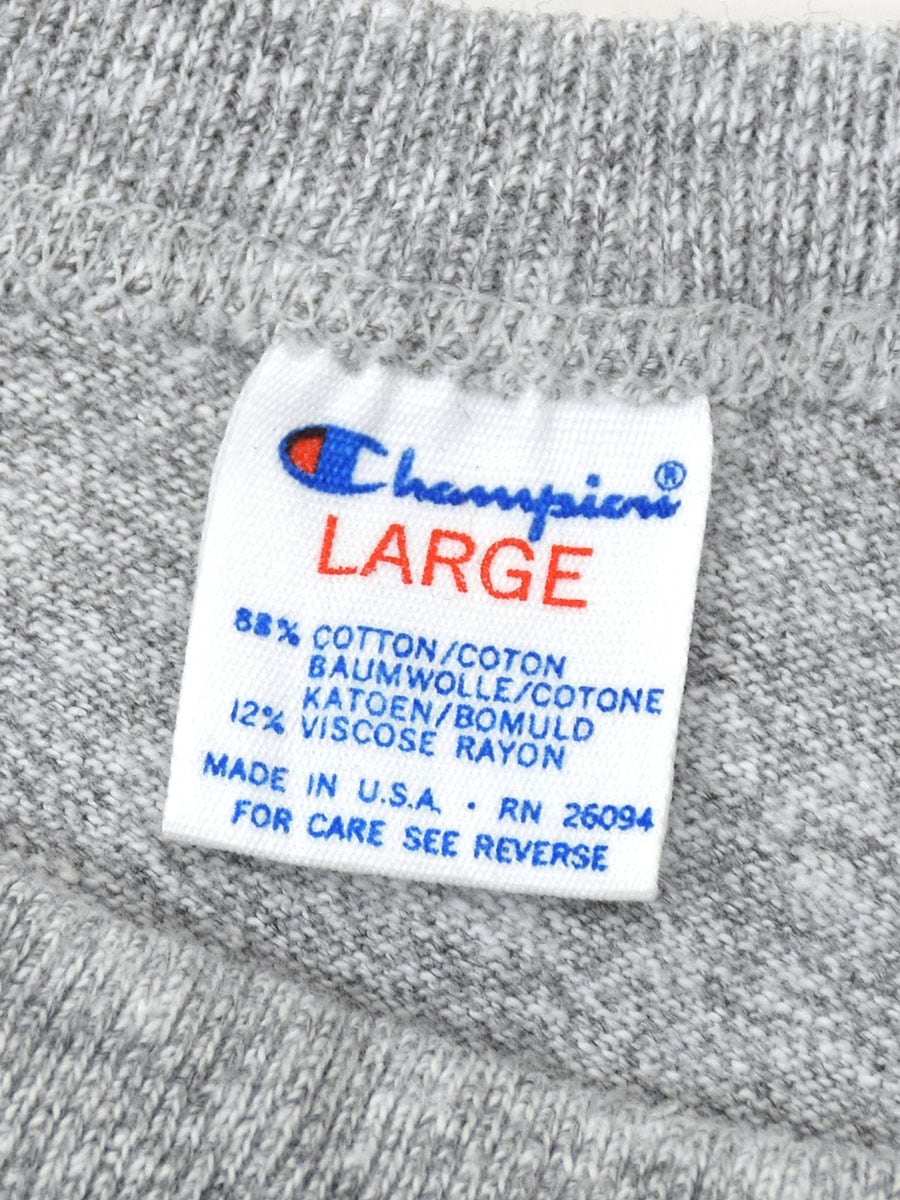 Champion®
LARGE
88% COTTON/COTON
BAUMWOLLE/COTONE
KATOEN/BOMULD
12% VISCOSE RAYON
MADE IN U.S.A. · RN 26094
FOR CARE SEE REVERSE